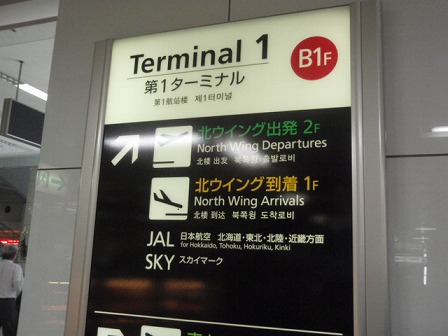 Terminal 1
B1F
第1ターミナル
第1航站楼 제1터미널
北ウイング出発 2F
North Wing Departures
北楼 出发 북쪽윙 출발로비
北ウイング到着 1F
North Wing Arrivals
北楼 到达 북쪽윙 도착로비
JAL 日本航空 北海道・東北・北陸・近畿方面
for Hokkaido, Tohoku, Hokuriku, Kinki
SKY スカイマーク